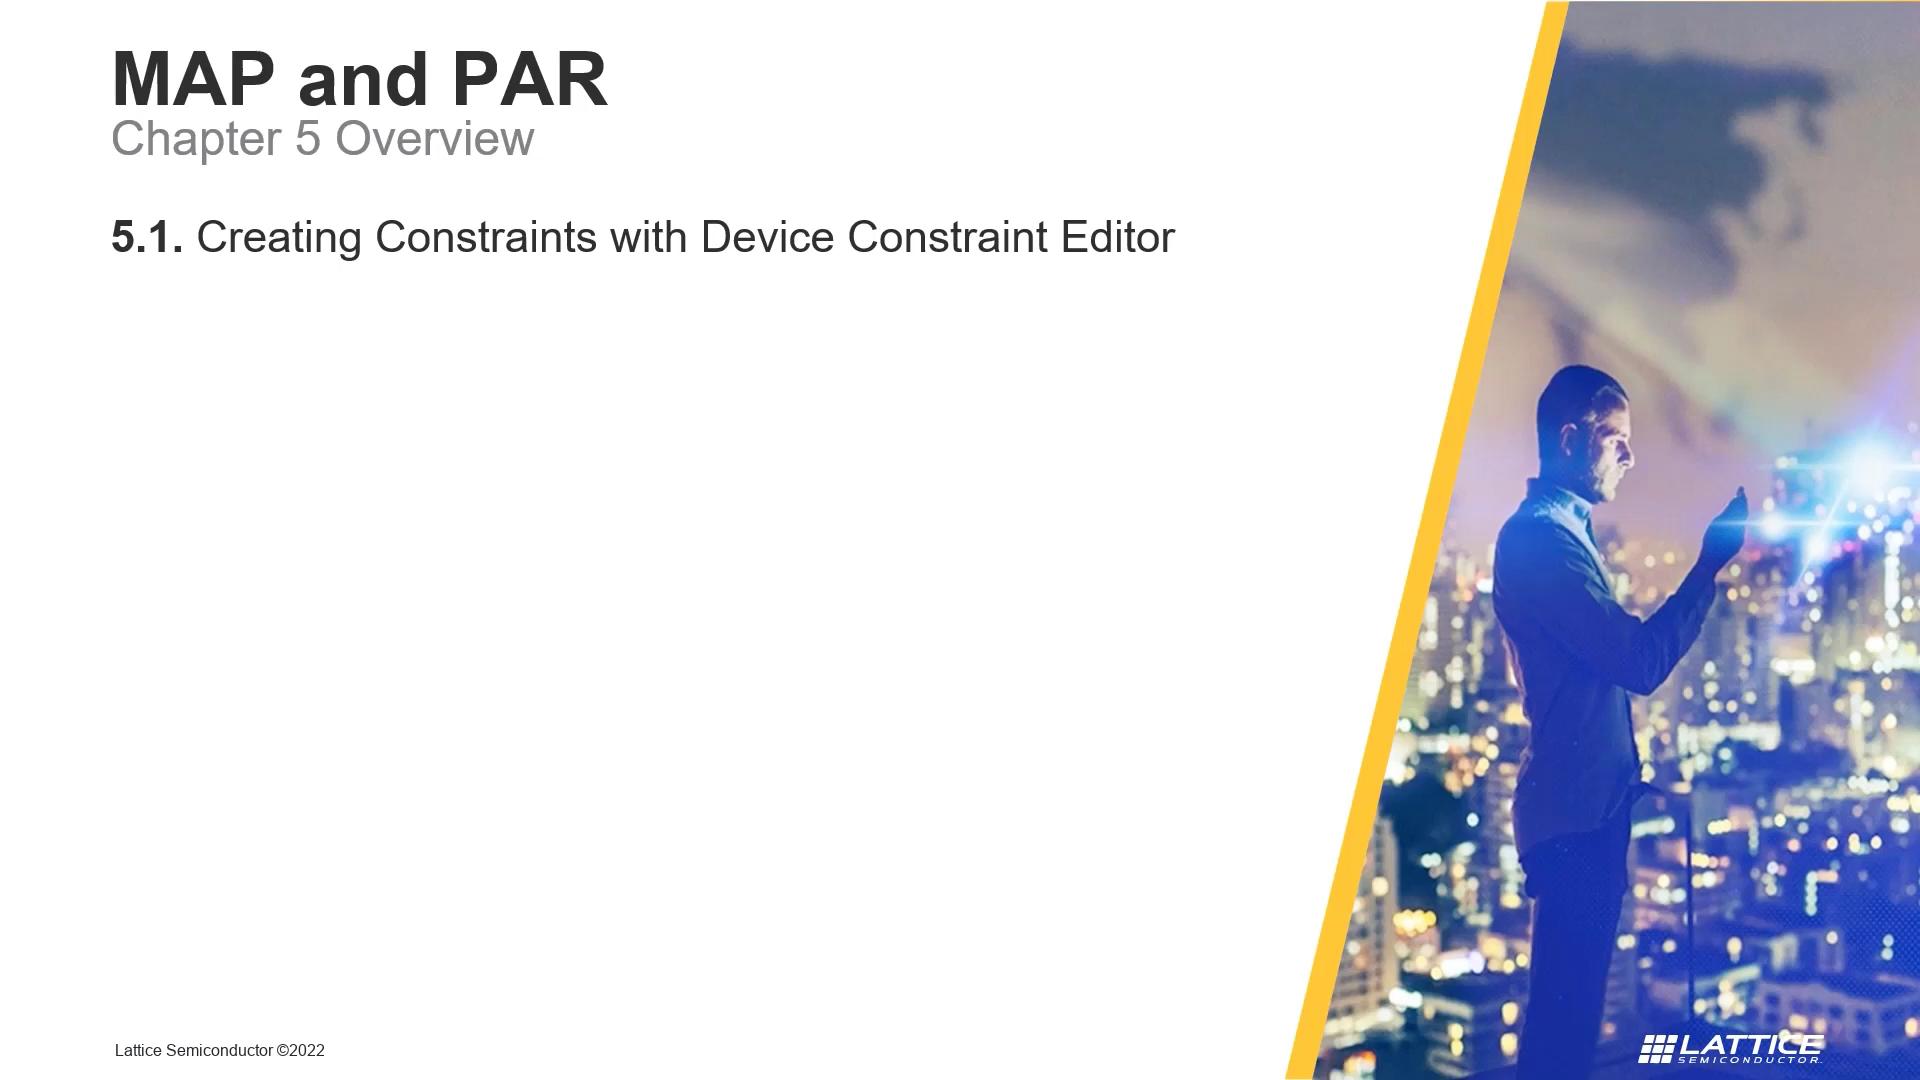 MAP and PAR
Chapter 5 Overview
5.1. Creating Constraints with Device Constraint Editor
Lattice Semiconductor ©2022
LATTICE
SEMICONDUCTOR